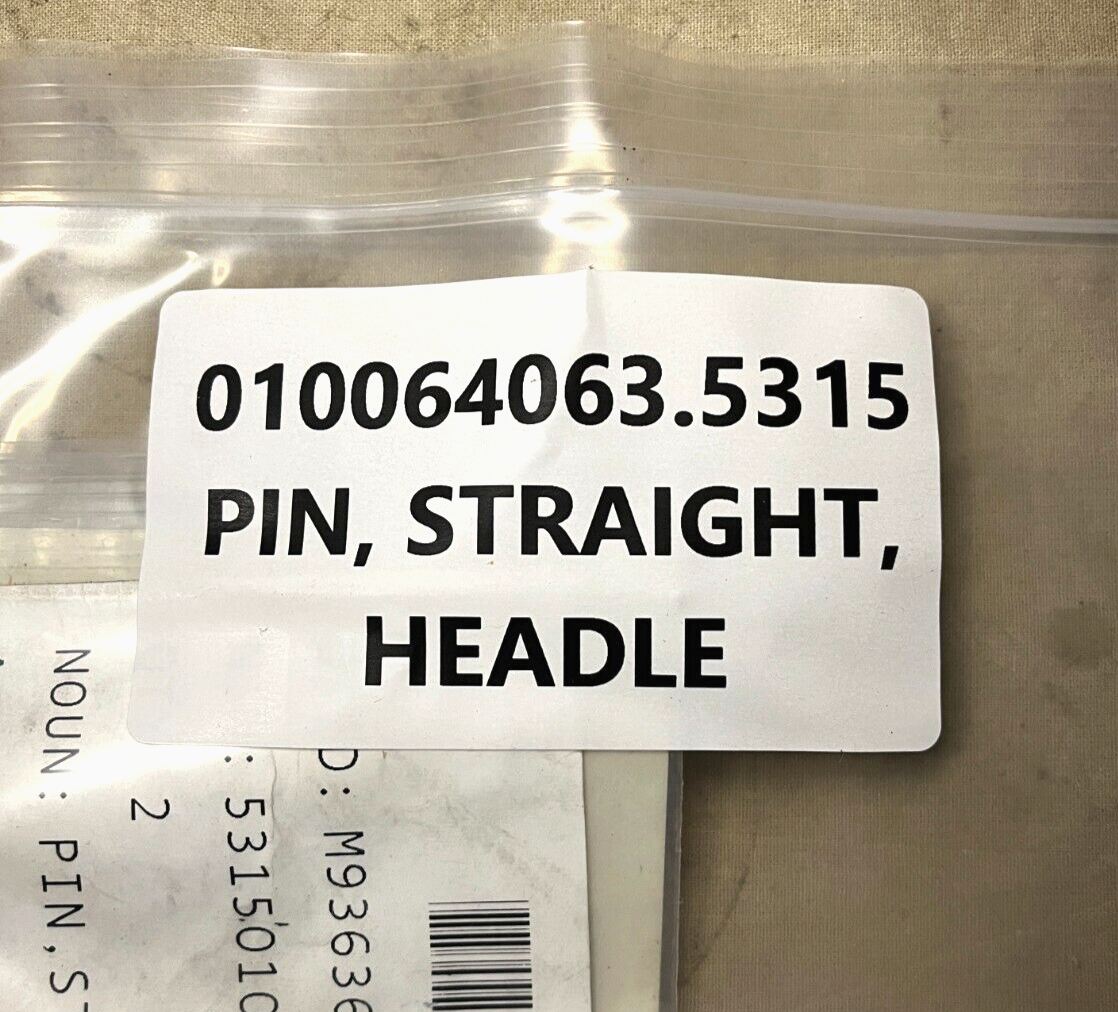 010064063.5315
PIN, STRAIGHT,
HEADLE
D: M93636
: 5315010
2
NOUN: PIN,S